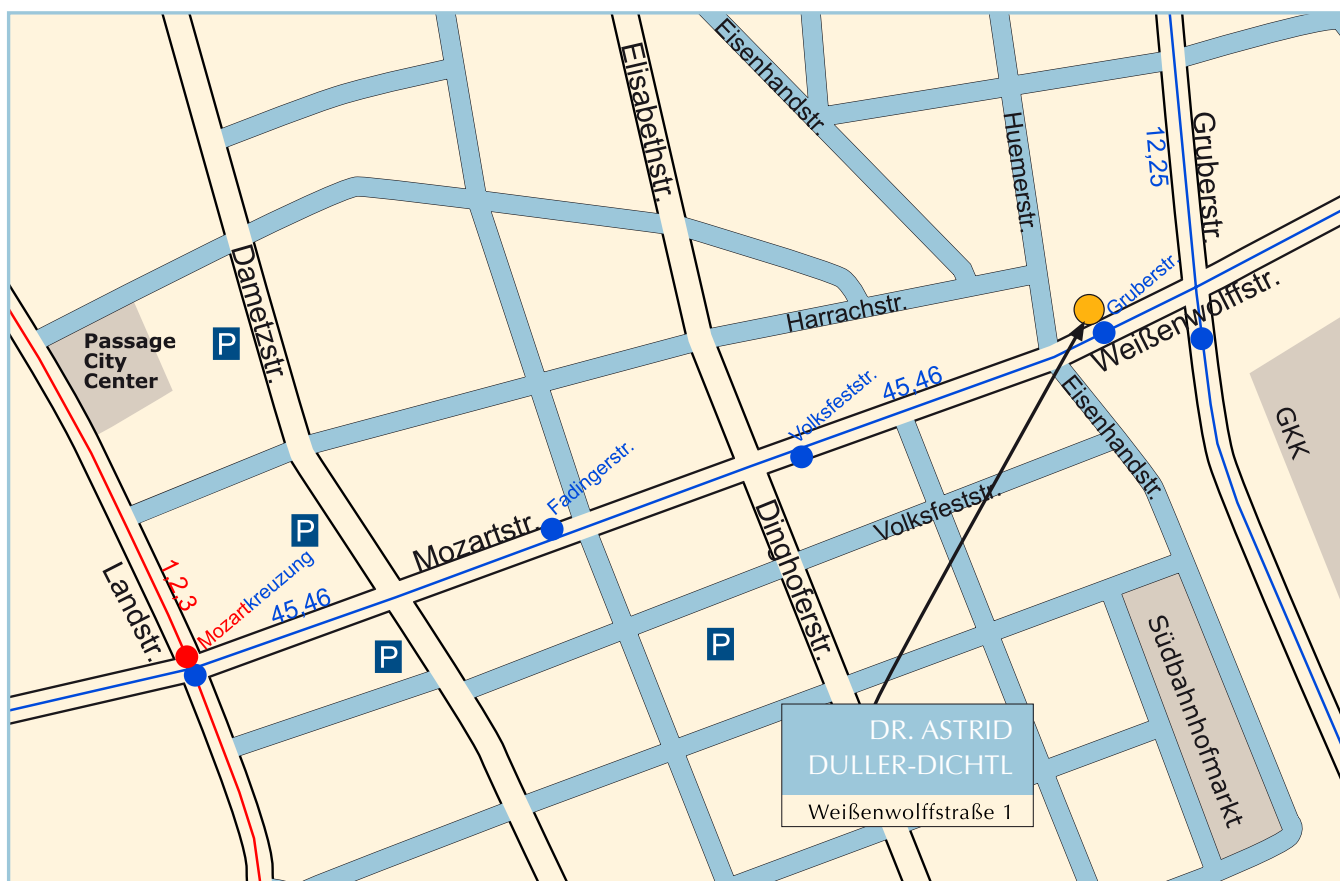 Eisenhandstr.
Elisabethstr.
Huemerstr.
12,25
Gruberstr.
Dametzstr.
Gruberstr.
Harrachstr.
Weißenwolffstr.
P
Passage
City
Center
Volksfeststr.
45,46
Eisenhandstr.
GKK
Fadingerstr.
Volksfeststr.
P
Mozartstr.
Dinghoferstr.
Landstr.
1,2,3
Mozartkreuzung
45,46
P
P
Südbahnhofmarkt
DR. ASTRID
DULLER-DICHTL
Weißenwolffstraße 1